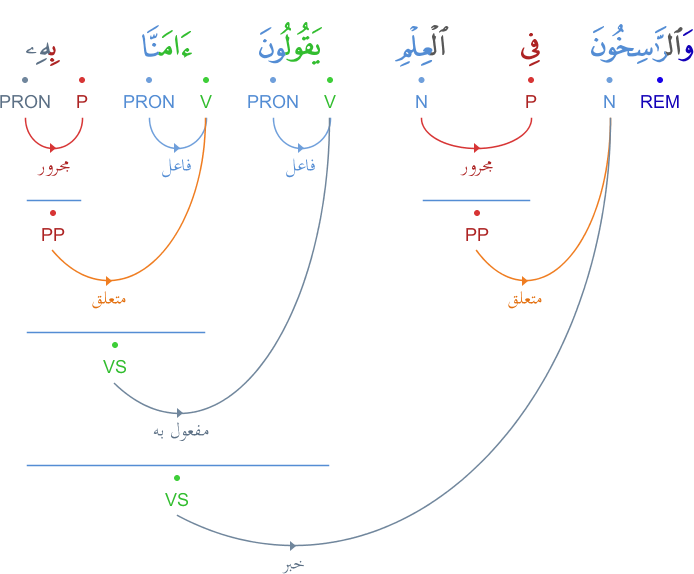 وَٱلرَّٰسِخُونَ فِى ٱلْعِلْمِ يَقُولُونَ ءَامَنَّا بِهِۦ
REM N P N V PRON V PRON P PRON
فاعل فاعل مجرور مجرور
PP PP
متعلق متعلق
VS
مفعول به
VS
خبر